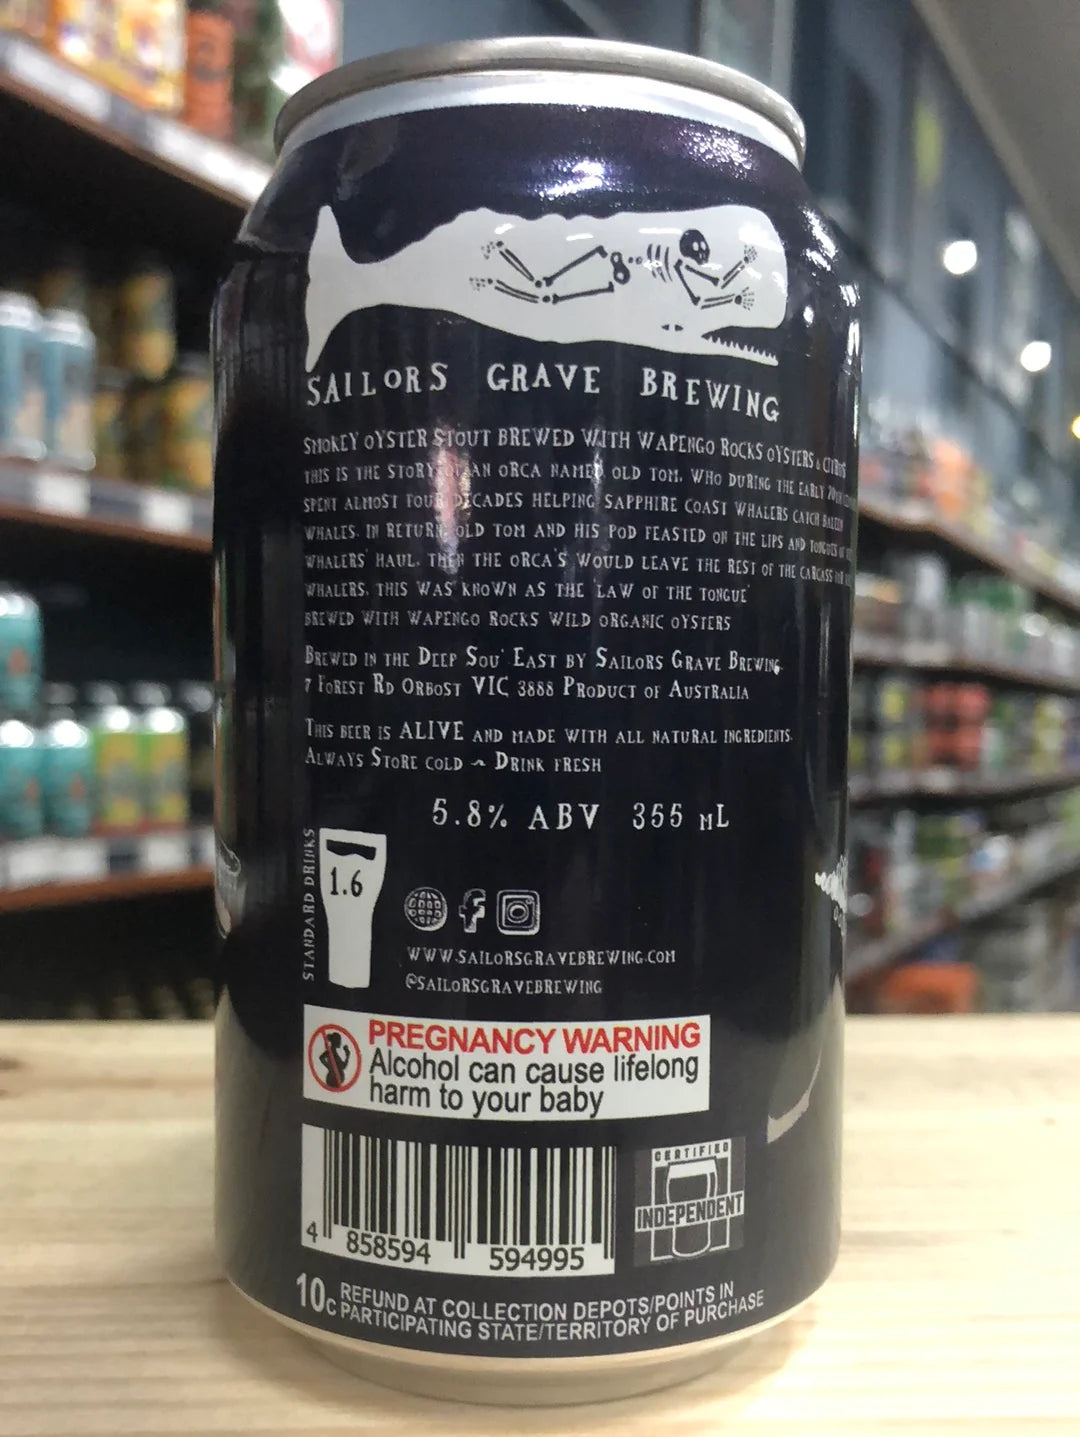 SAILORS GRAVE BREWING
SMOKEY OYSTER STOUT BREWED WITH WAPENGO ROCKS OYSTERS & CITRUS
THIS IS THE STORY OF AN ORCA NAMED OLD TOM, WHO DURING THE EARLY 20TH
SPENT ALMOST FOUR DECADES HELPING SAPPHIRE COAST WHALERS CATCH BALEEN
WHALES. IN RETURN OLD TOM AND HIS POD FEASTED ON THE LIPS AND TONGUES OF
WHALERS' HAUL. THEN THE ORCA'S WOULD LEAVE THE REST OF THE CARCASS FOR
WHALERS. THIS WAS KNOWN AS THE 'LAW OF THE TONGUE'
BREWED WITH WAPENGO ROCKS WILD ORGANIC OYSTERS
BREWED IN THE DEEP SOU' EAST BY SAILORS GRAVE BREWING
7 FOREST RD ORBOST VIC 3888 PRODUCT OF AUSTRALIA
THIS BEER IS ALIVE AND MADE WITH ALL NATURAL INGREDIENTS.
ALWAYS STORE COLD ~ DRINK FRESH
5.8% ABV 355 mL
STANDARD DRINKS
1.6
WWW.SAILORSGRAVEBREWING.COM
@SAILORSGRAVEBREWING
PREGNANCY WARNING
Alcohol can cause lifelong
harm to your baby
CERTIFIED
INDEPENDENT
4 858594 594995
10c REFUND AT COLLECTION DEPOTS/POINTS IN
PARTICIPATING STATE/TERRITORY OF PURCHASE